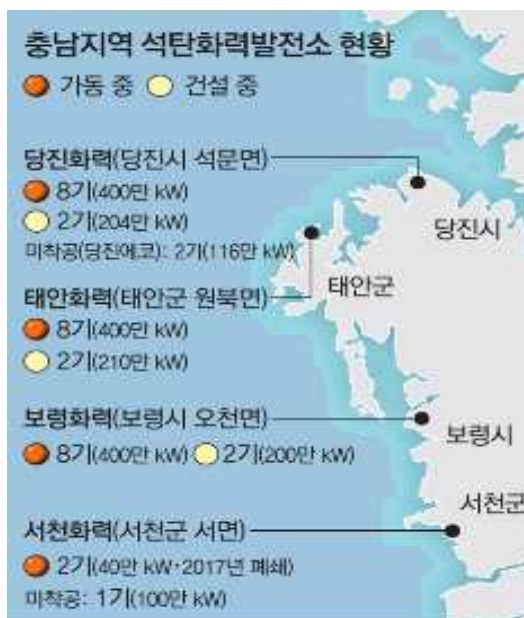 충남지역 석탄화력발전소 현황
가동 중 건설 중
당진화력(당진시 석문면)
8기(400만 kW)
2기(204만 kW)
미착공(당진에코): 2기(116만 kW)
당진시
태안화력(태안군 원북면)
태안군
8기(400만 kW)
2기(210만 kW)
보령화력(보령시 오천면)
보령시
8기(400만 kW) 2기(200만 kW)
서천군
서천화력(서천군 서면)
2기(40만 kW·2017년 폐쇄)
미착공: 1기(100만 kW)